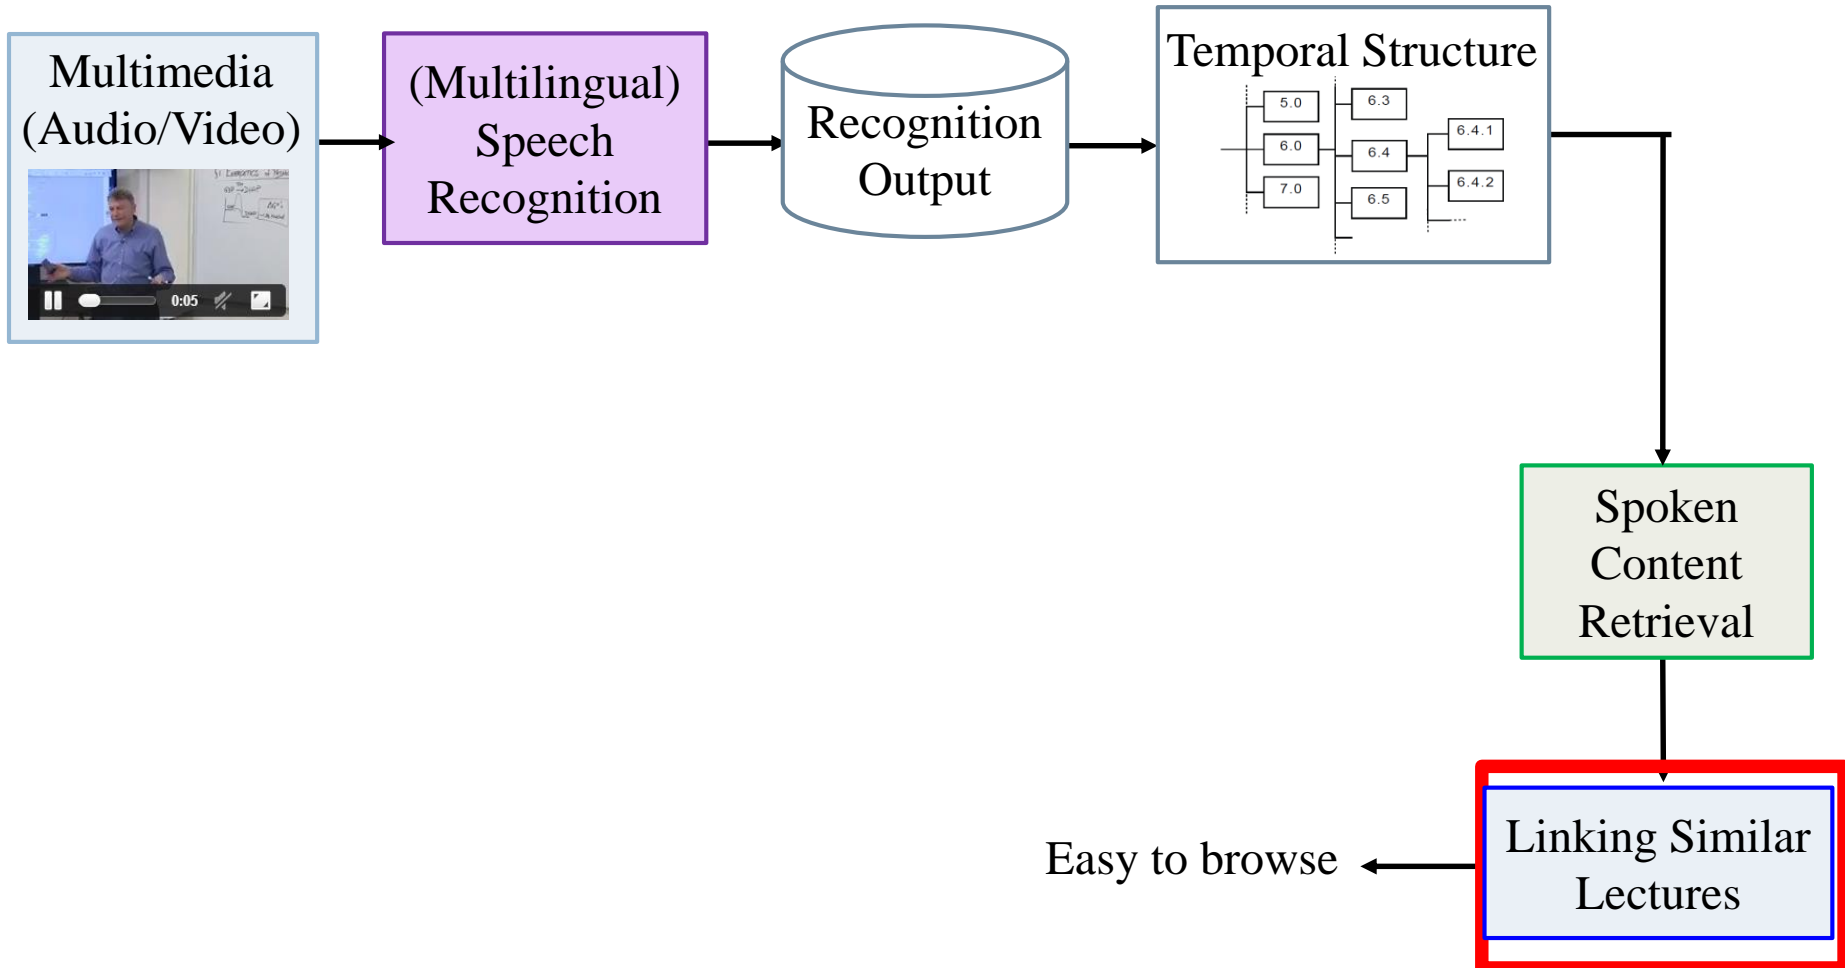 Multimedia
(Audio/Video)
0:05
(Multilingual)
Speech
Recognition
Recognition
Output
Temporal Structure
5.0
6.0
7.0
6.3
6.4
6.5
6.4.1
6.4.2
Spoken
Content
Retrieval
Linking Similar
Lectures
Easy to browse